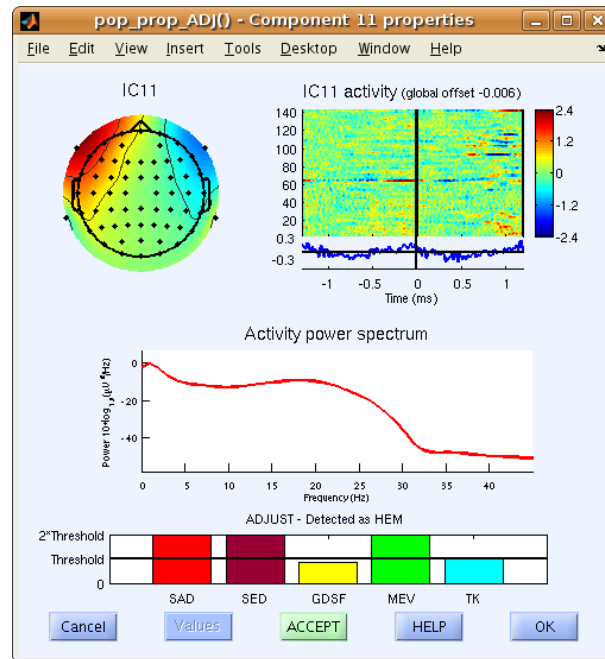 pop_prop_ADJ() - Component 11 properties
File Edit View Insert Tools Desktop Window Help
IC11
IC11 activity (global offset -0.006)
140
120
100
80
60
40
20
2.4
1.2
0
-1.2
-2.4
0.3
-0.3
-1 -0.5 0 0.5 1
Time (ms)
Activity power spectrum
0
-20
-40
0 5 10 15 20 25 30 35 40
Frequency (Hz)
ADJUST - Detected as HEM
2*Threshold
Threshold
0
SAD SED GDSF MEV TK
Cancel Values ACCEPT HELP OK